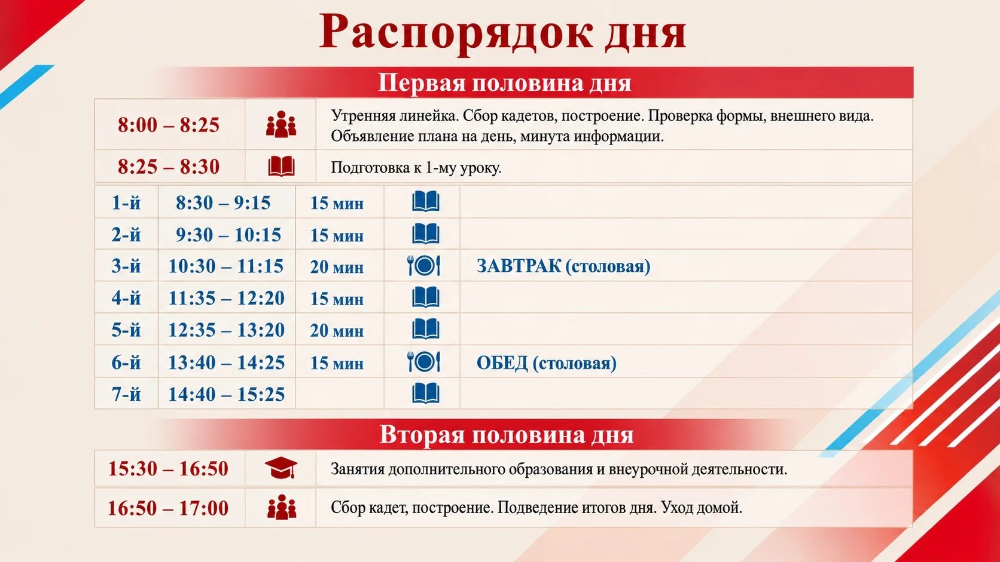 Распорядок дня
Первая половина дня
8:00 – 8:25 Утренняя линейка. Сбор кадетов, построение. Проверка формы, внешнего вида.
Объявление плана на день, минута информации.
8:25 – 8:30 Подготовка к 1-му уроку.
1-й 8:30 – 9:15 15 мин
2-й 9:30 – 10:15 15 мин
3-й 10:30 – 11:15 20 мин ЗАВТРАК (столовая)
4-й 11:35 – 12:20 15 мин
5-й 12:35 – 13:20 20 мин
6-й 13:40 – 14:25 15 мин ОБЕД (столовая)
7-й 14:40 – 15:25
Вторая половина дня
15:30 – 16:50 Занятия дополнительного образования и внеурочной деятельности.
16:50 – 17:00 Сбор кадет, построение. Подведение итогов дня. Уход домой.